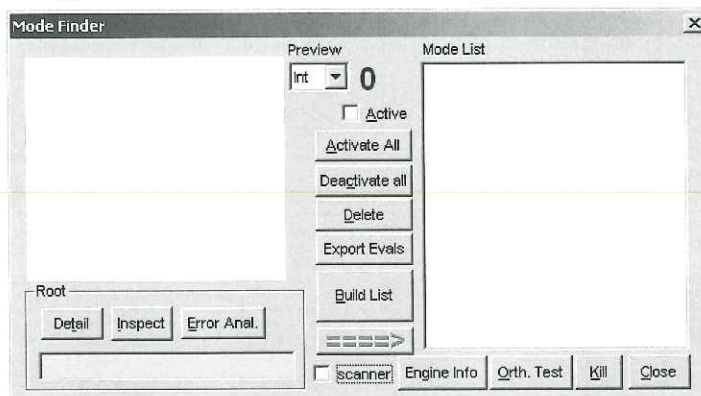 Mode Finder
Preview
Mode List
Int
0
Active
Activate All
Deactivate all
Delete
Export Evals
Build List
====>
Root
Detail
Inspect
Error Anal.
scanner
Engine Info
Orth. Test
Kill
Close